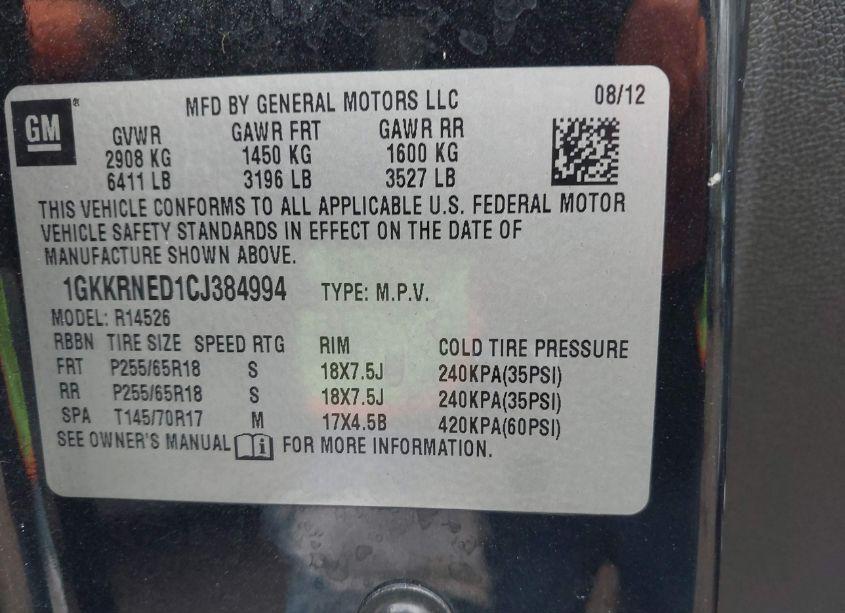 GM
MFD BY GENERAL MOTORS LLC 08/12
GVWR GAWR FRT GAWR RR
2908 KG 1450 KG 1600 KG
6411 LB 3196 LB 3527 LB
THIS VEHICLE CONFORMS TO ALL APPLICABLE U.S. FEDERAL MOTOR
VEHICLE SAFETY STANDARDS IN EFFECT ON THE DATE OF
MANUFACTURE SHOWN ABOVE.
1GKKRNED1CJ384994 TYPE: M.P.V.
MODEL: R14526
RBBN TIRE SIZE SPEED RTG RIM COLD TIRE PRESSURE
FRT P255/65R18 S 18X7.5J 240KPA(35PSI)
RR P255/65R18 S 18X7.5J 240KPA(35PSI)
SPA T145/70R17 M 17X4.5B 420KPA(60PSI)
SEE OWNER'S MANUAL FOR MORE INFORMATION.